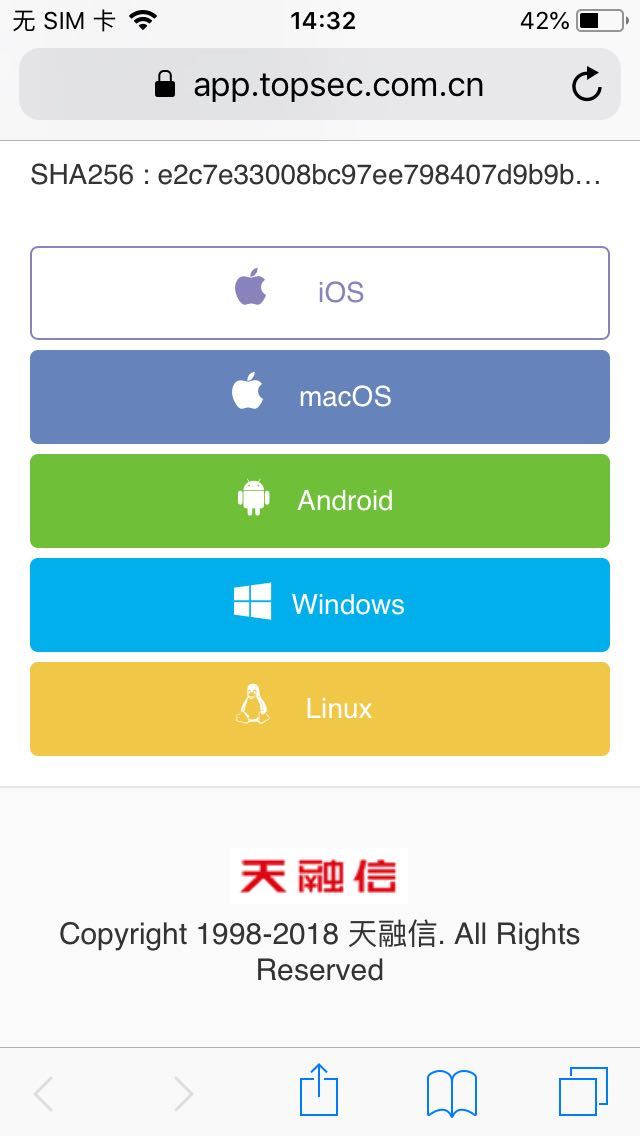 无 SIM 卡 14:32 42%
app.topsec.com.cn
SHA256 : e2c7e33008bc97ee798407d9b9b...
iOS
macOS
Android
Windows
Linux
天融信
Copyright 1998-2018 天融信. All Rights
Reserved